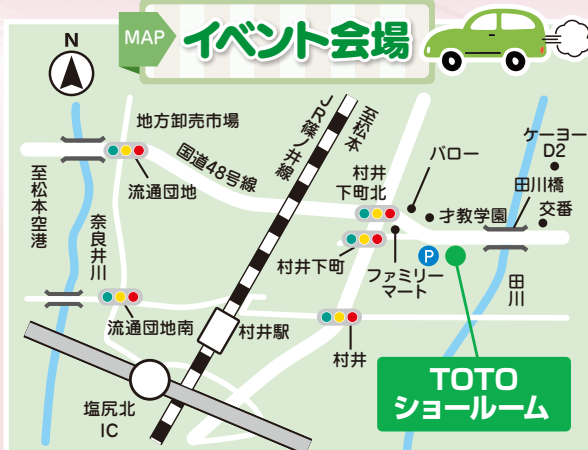 MAP
イベント会場
N
地方卸売市場
流通団地
国道48号線
JR篠ノ井線
至松本
村井
下町北
バロー
ケーヨー
D2
田川橋
交番
才教学園
至松本空港
奈良井川
村井下町
P
ファミリー
マート
田川
流通団地南
村井駅
村井
塩尻北
IC
TOTO
ショールーム